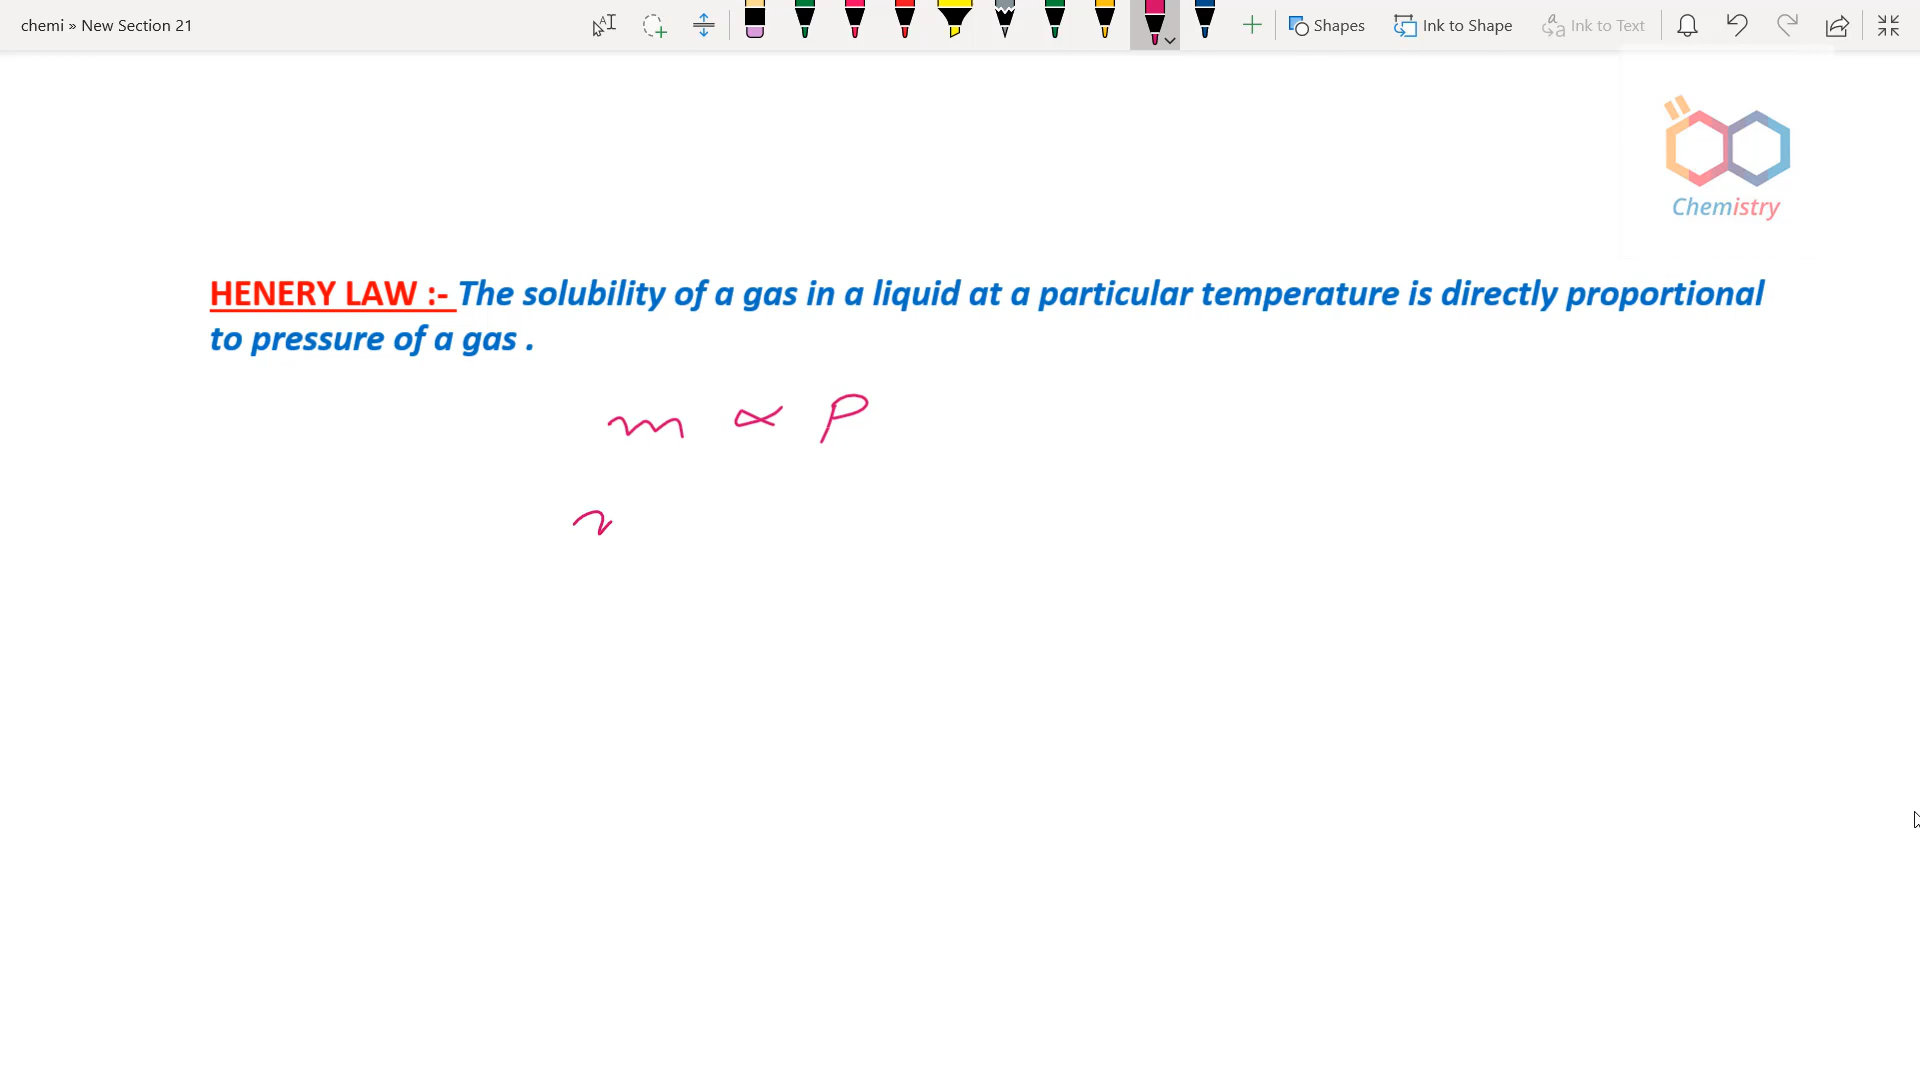 chemi » New Section 21
Shapes
Ink to Shape
Ink to Text
Chemistry
HENERY LAW :- The solubility of a gas in a liquid at a particular temperature is directly proportional
to pressure of a gas .
m ∝ P